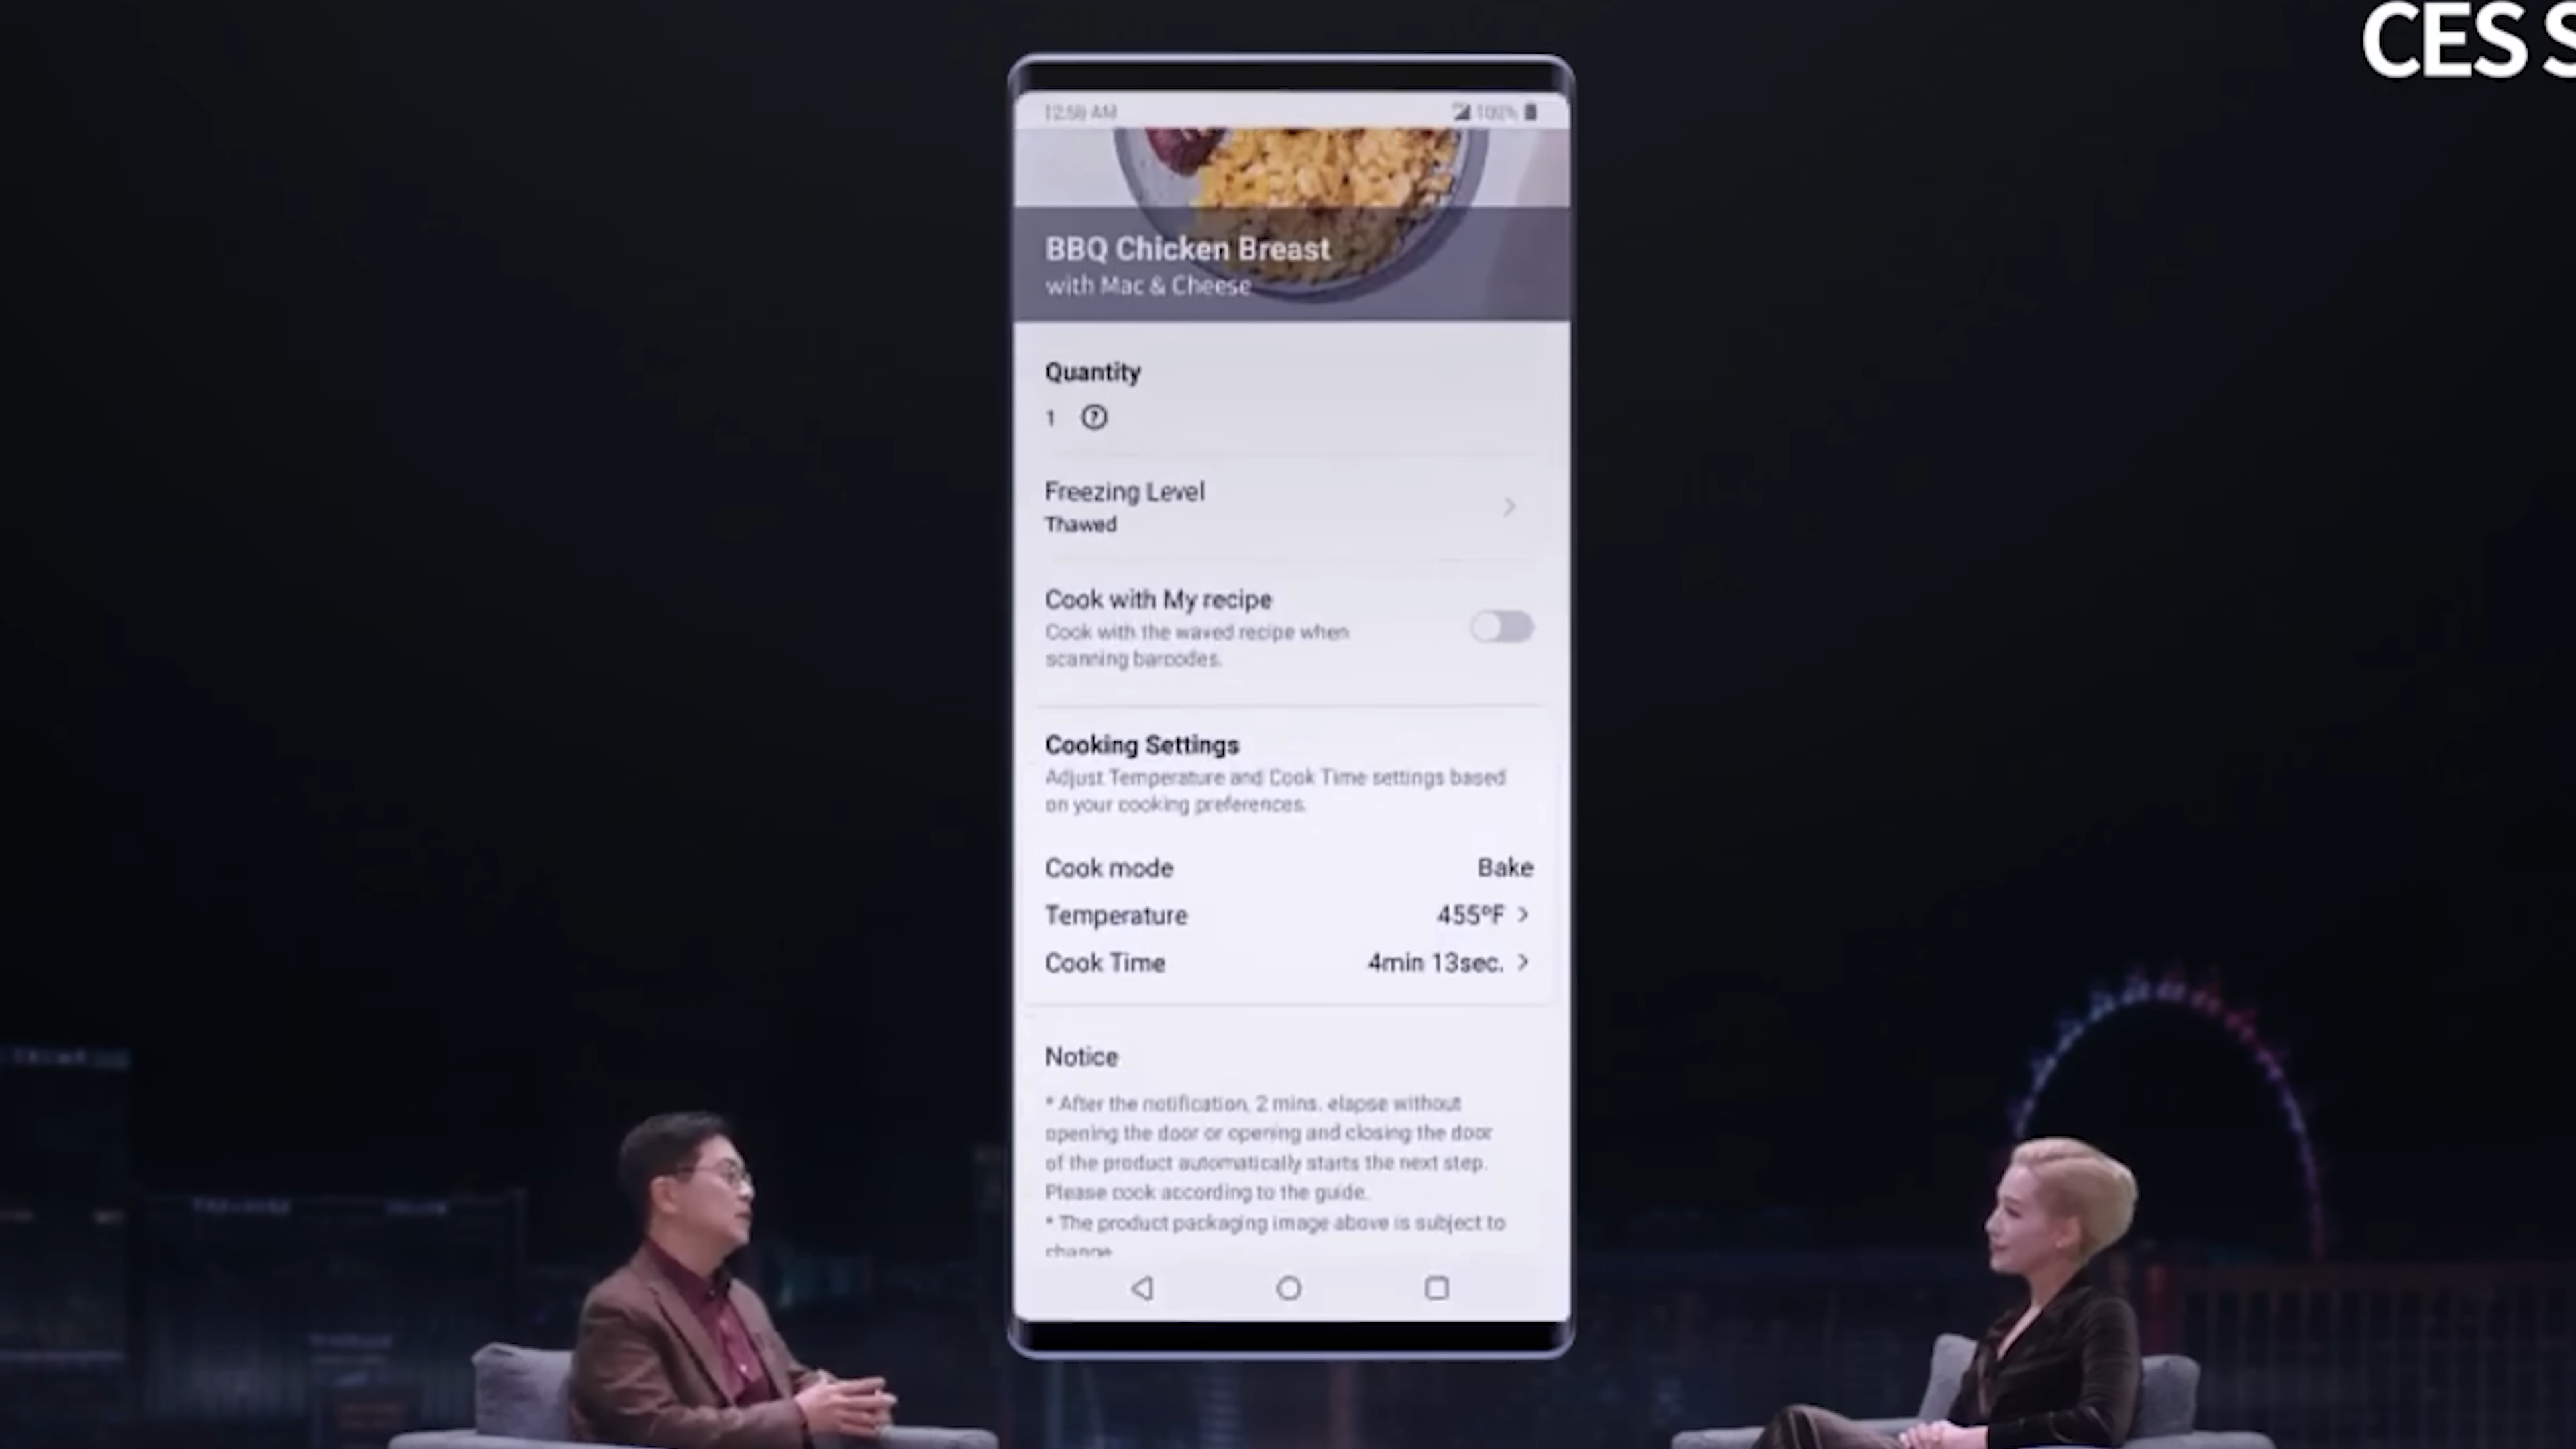 CES S
12:58 AM
100%
BBQ Chicken Breast
with Mac & Cheese
Quantity
1 ?
Freezing Level
Thawed
Cook with My recipe
Cook with the waved recipe when
scanning barcodes.
Cooking Settings
Adjust Temperature and Cook Time settings based
on your cooking preferences.
Cook mode Bake
Temperature 455°F >
Cook Time 4min 13sec. >
Notice
* After the notification, 2 mins. elapse without
opening the door or opening and closing the door
of the product automatically starts the next step.
Please cook according to the guide.
* The product packaging image above is subject to
change